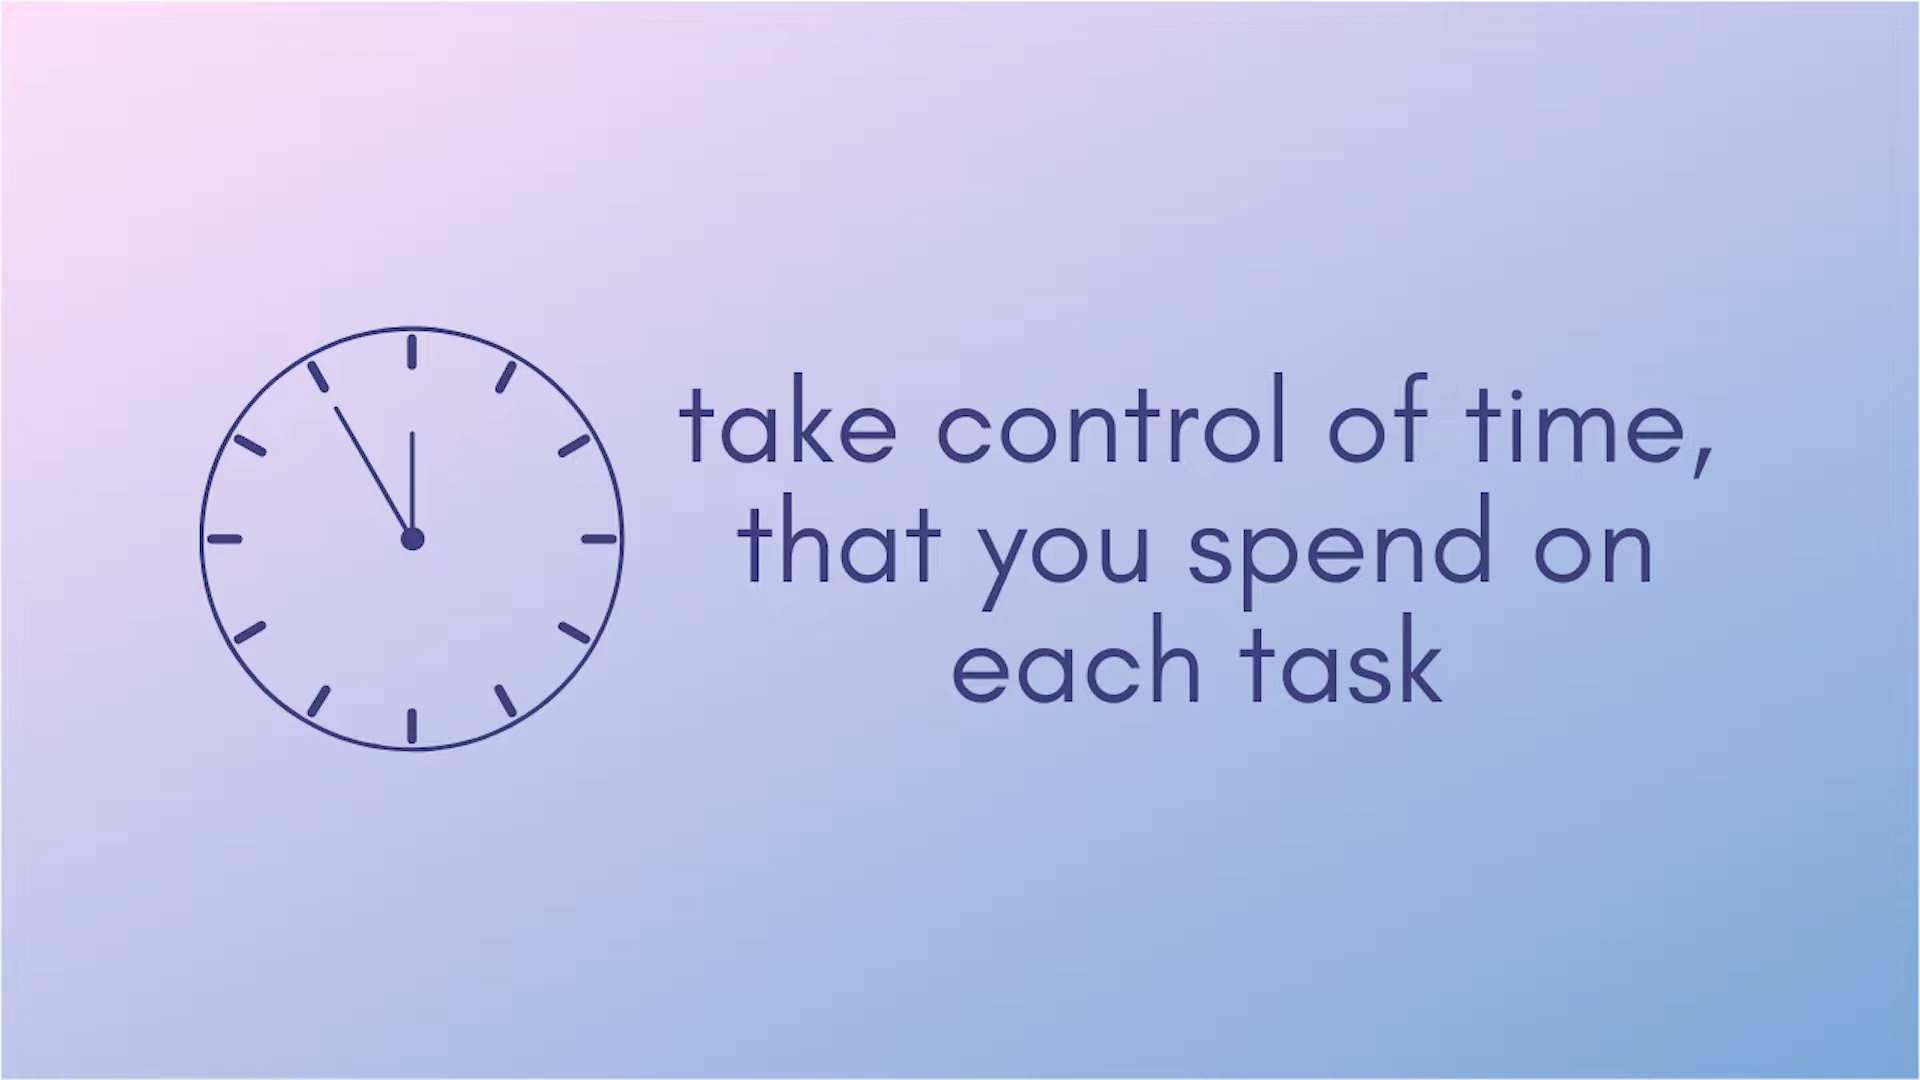 take control of time,
that you spend on
each task